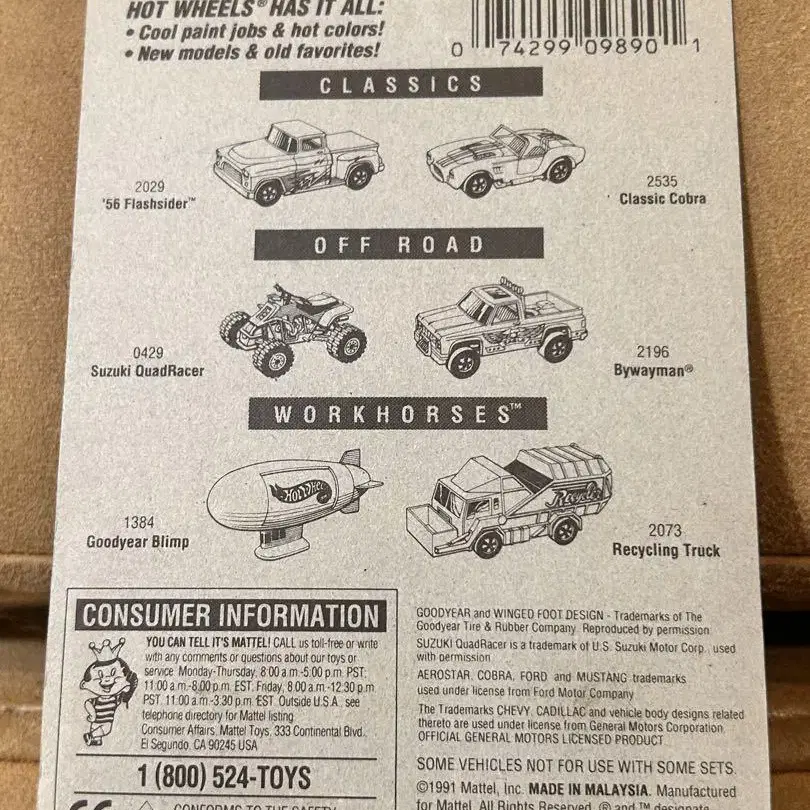 HOT WHEELS® HAS IT ALL:
• Cool paint jobs & hot colors!
• New models & old favorites!
0 74299 09890 1
CLASSICS
2029
'56 Flashsider™
2535
Classic Cobra
OFF ROAD
0429
Suzuki QuadRacer
2196
Bywayman®
WORKHORSES™
Hot Wheels
Recycler
1384
Goodyear Blimp
2073
Recycling Truck
CONSUMER INFORMATION
YOU CAN TELL IT'S MATTEL! CALL us toll-free or write
with any comments or questions about our toys or
service. Monday-Thursday, 8:00 a.m.-5:00 p.m. PST:
11:00 a.m.-8:00 p.m. EST. Friday, 8:00 a.m.-12:30 p.m.
PST. 11:00 a.m.-3:30 p.m. EST. Outside U.S.A. see
telephone directory for Mattel listing.
Consumer Affairs, Mattel Toys, 333 Continental Blvd.,
El Segundo, CA 90245 USA
1 (800) 524-TOYS
CONFORMS TO THE SAFETY
GOODYEAR and WINGED FOOT DESIGN - Trademarks of The
Goodyear Tire & Rubber Company. Reproduced by permission.
SUZUKI QuadRacer is a trademark of U.S. Suzuki Motor Corp. used
with permission
AEROSTAR, COBRA, FORD and MUSTANG trademarks
used under license from Ford Motor Company
The Trademarks CHEVY, CADILLAC and vehicle body designs related
thereto are used under license from General Motors Corporation.
OFFICIAL GENERAL MOTORS LICENSED PRODUCT
SOME VEHICLES NOT FOR USE WITH SOME SETS.
©1991 Mattel, Inc. MADE IN MALAYSIA. Manufactured
for Mattel. All Rights Reserved. ® and ™ designate